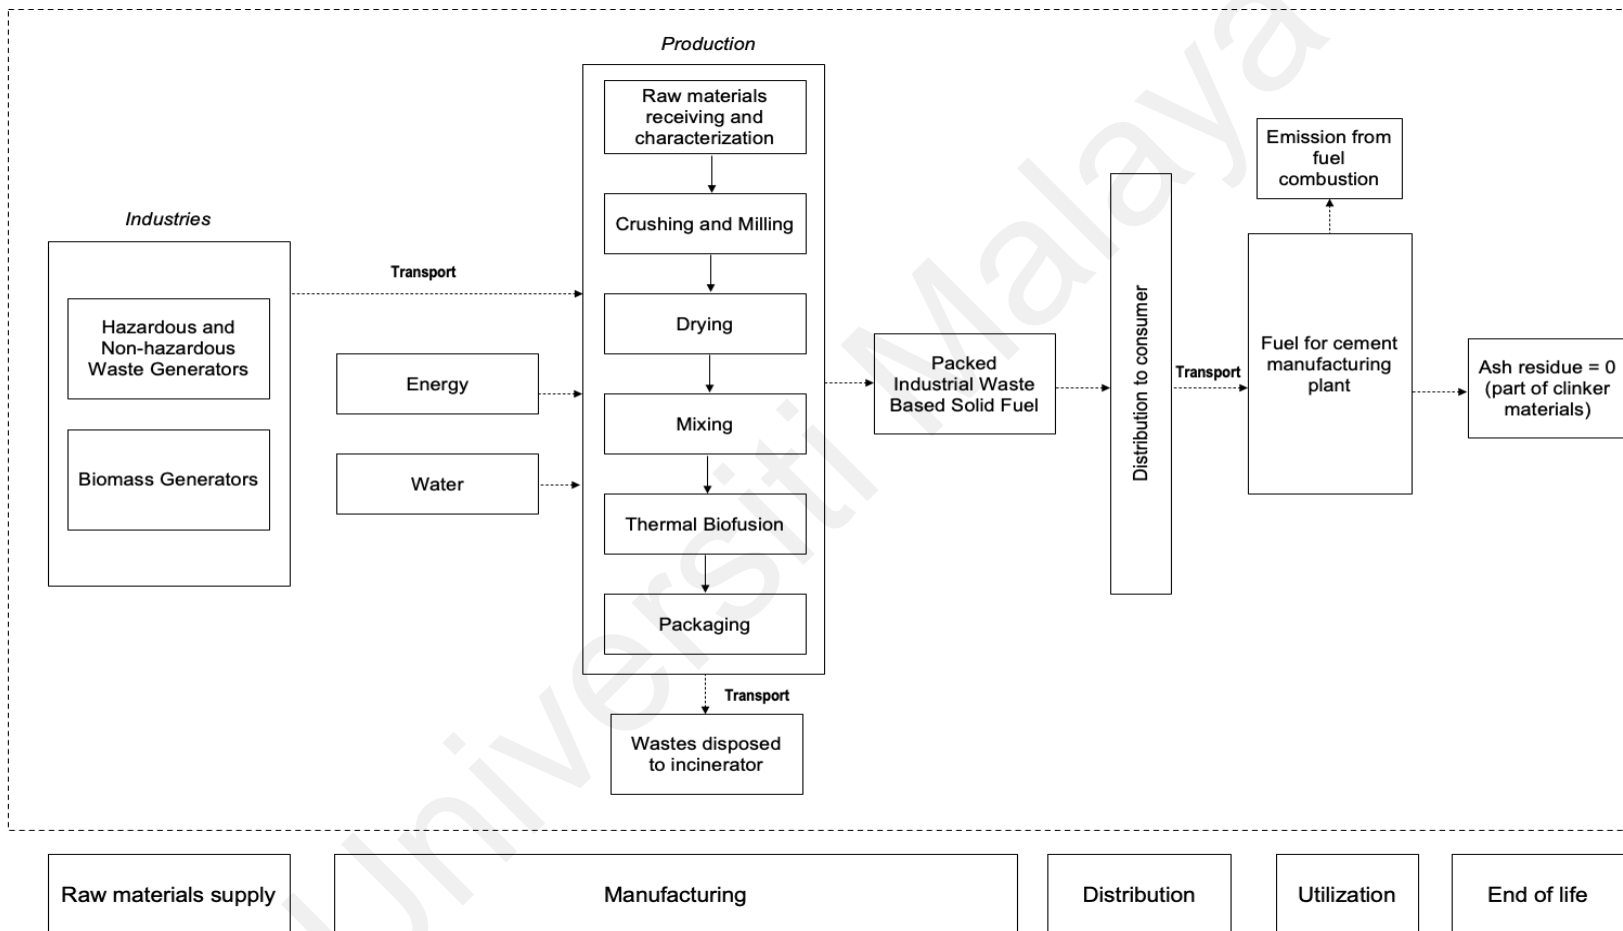 Production
Raw materials
receiving and
characterization
Crushing and Milling
Drying
Mixing
Thermal Biofusion
Packaging
Industries
Hazardous and
Non-hazardous
Waste Generators
Biomass Generators
Transport
Energy
Water
Transport
Wastes disposed
to incinerator
Packed
Industrial Waste
Based Solid Fuel
Distribution to consumer
Transport
Emission from
fuel
combustion
Fuel for cement
manufacturing
plant
Ash residue = 0
(part of clinker
materials)
Raw materials supply
Manufacturing
Distribution
Utilization
End of life
Universiti Malaya